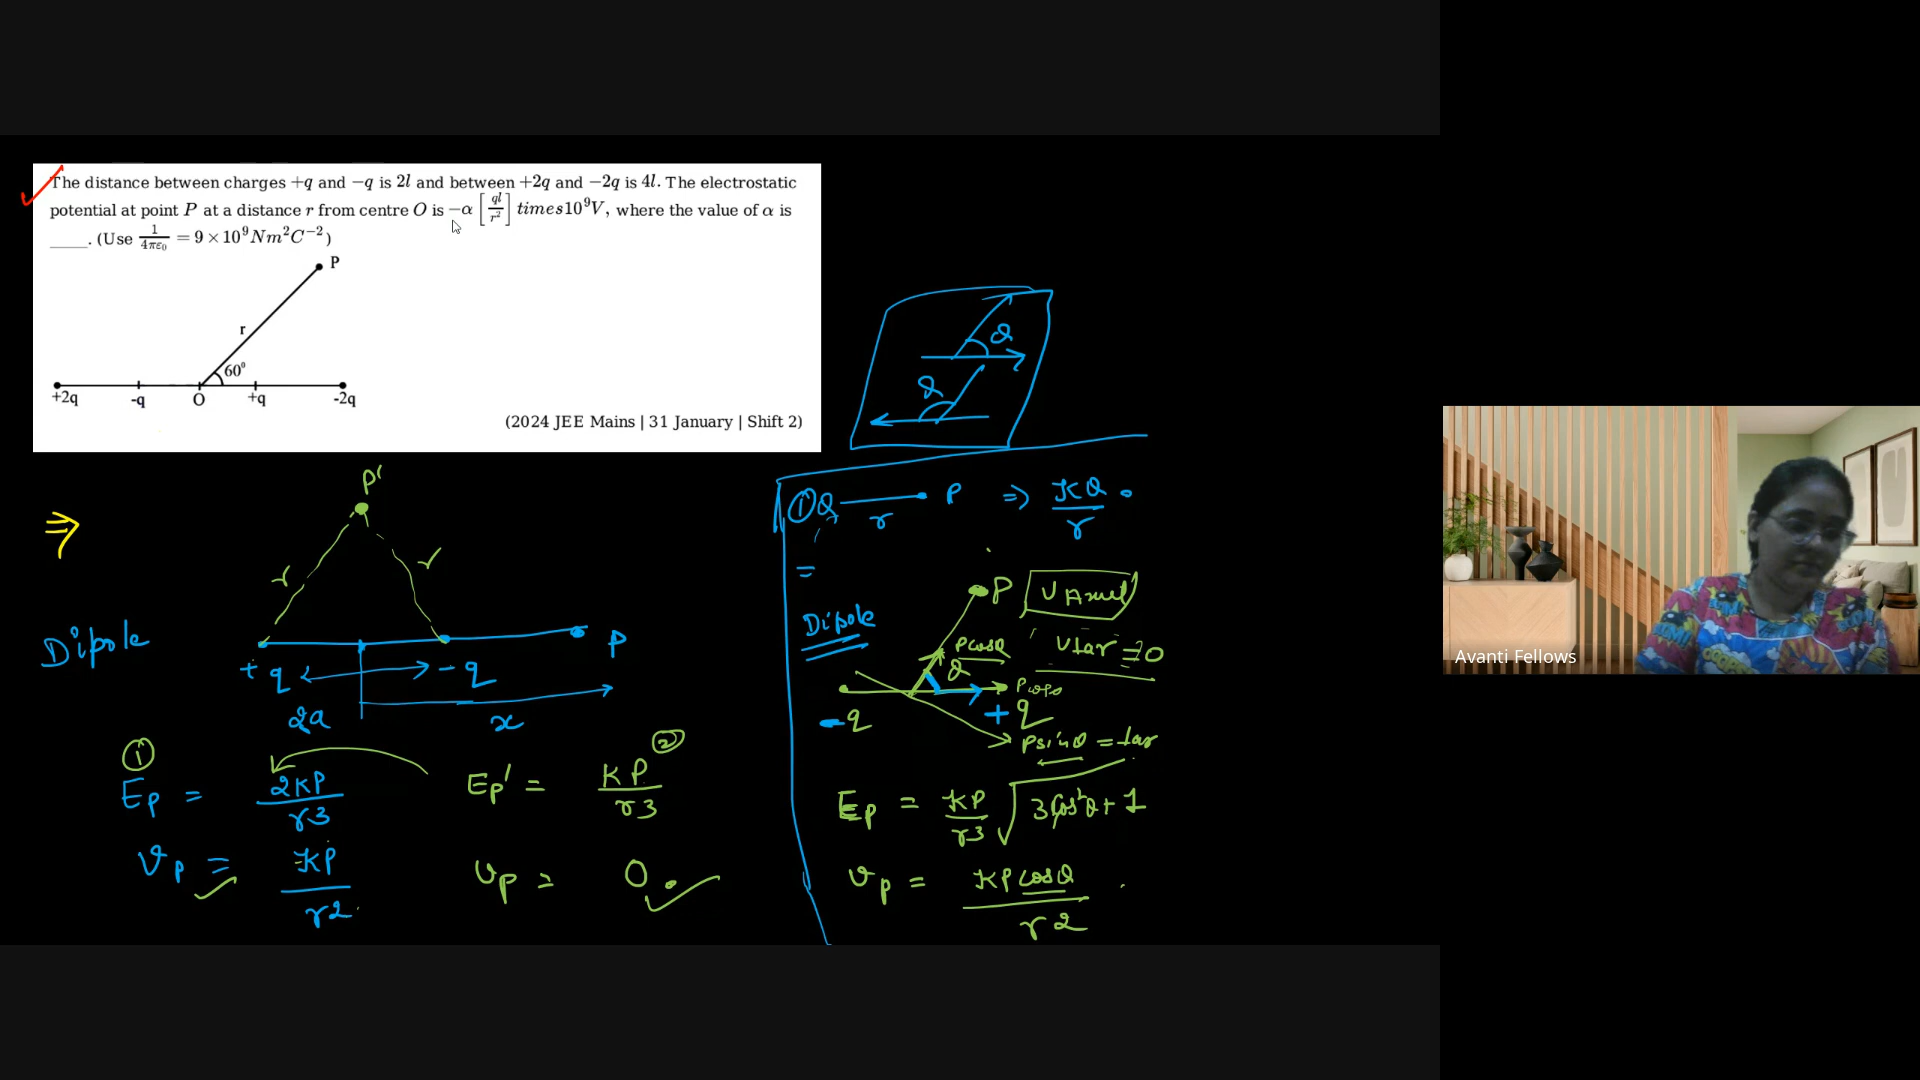 The distance between charges +q and −q is 2l and between +2q and −2q is 4l. The electrostatic
potential at point P at a distance r from centre O is −α [ql/r²] times10⁹V, where the value of α is
____. (Use 1/4πε₀ = 9 × 10⁹Nm²C⁻²)
P
r
60°
+2q -q O +q -2q
(2024 JEE Mains | 31 January | Shift 2)
θ
θ
P'
⇒
r r
Dipole
+q -q P
2a x
① ②
Ep = 2KP/r3 Ep' = KP/r3
Vp = KP/r2 Vp = 0.
① Q P ⇒ KQ/r
r
=
Dipole
P V Axial
Pcosθ Vtar = 0
θ
-q +q
Psinθ = tar
Ep = KP/r3 √3cos²θ+1
Vp = KPcosθ/r2
Avanti Fellows